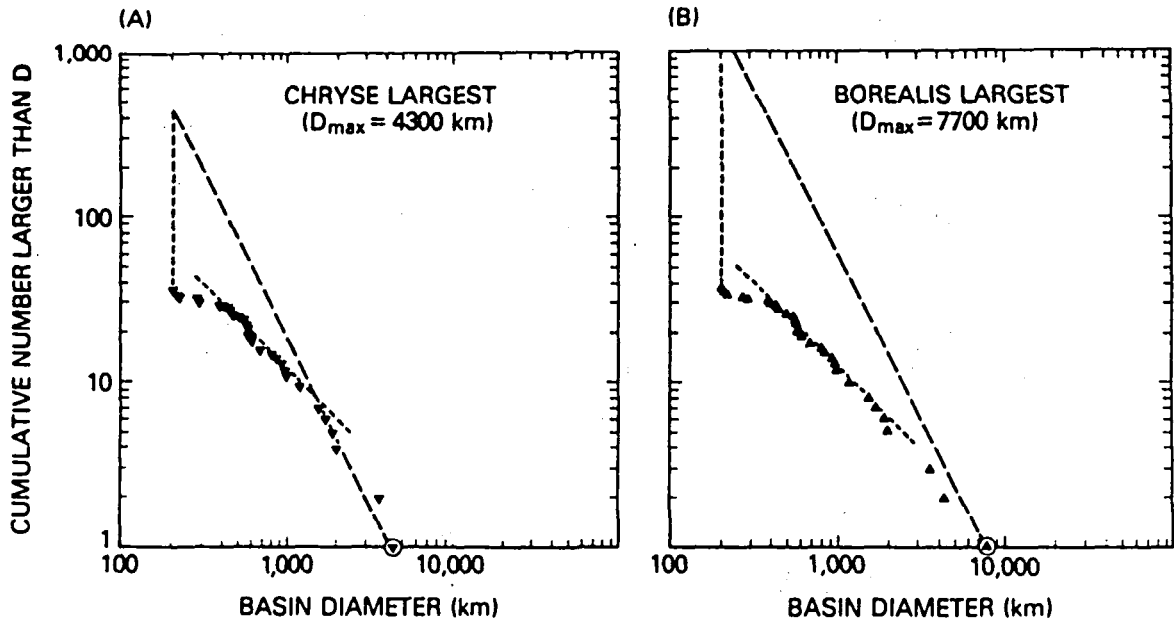 (A)
CUMULATIVE NUMBER LARGER THAN D
1,000
100
10
1
CHRYSE LARGEST
(Dmax = 4300 km)
100
1,000
10,000
BASIN DIAMETER (km)
(B)
BOREALIS LARGEST
(Dmax = 7700 km)
100
1,000
10,000
BASIN DIAMETER (km)